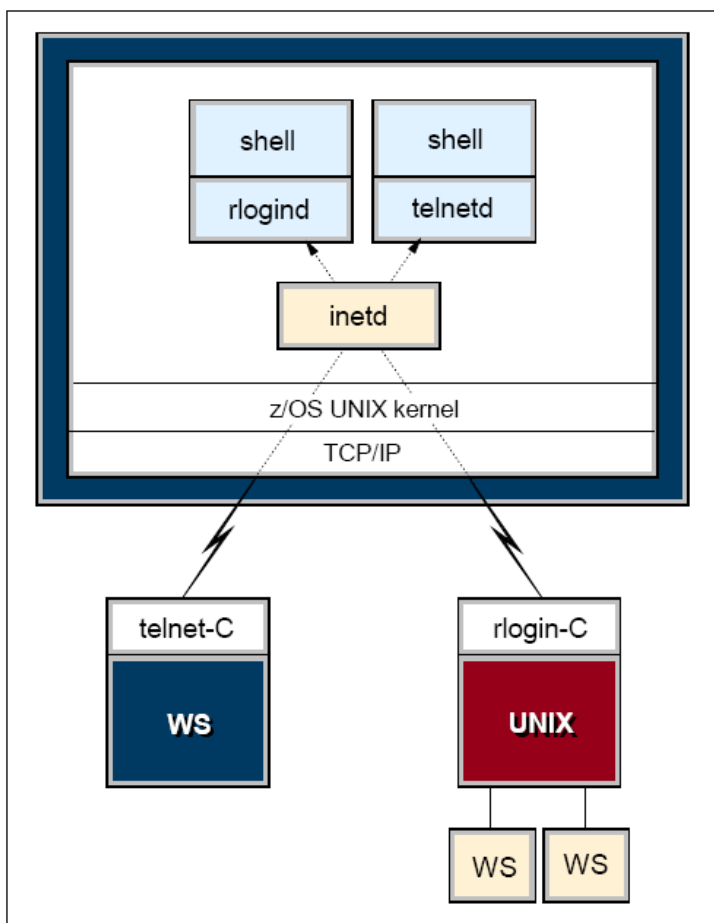 shell
shell
rlogind
telnetd
inetd
z/OS UNIX kernel
TCP/IP
telnet-C
rlogin-C
WS
UNIX
WS
WS